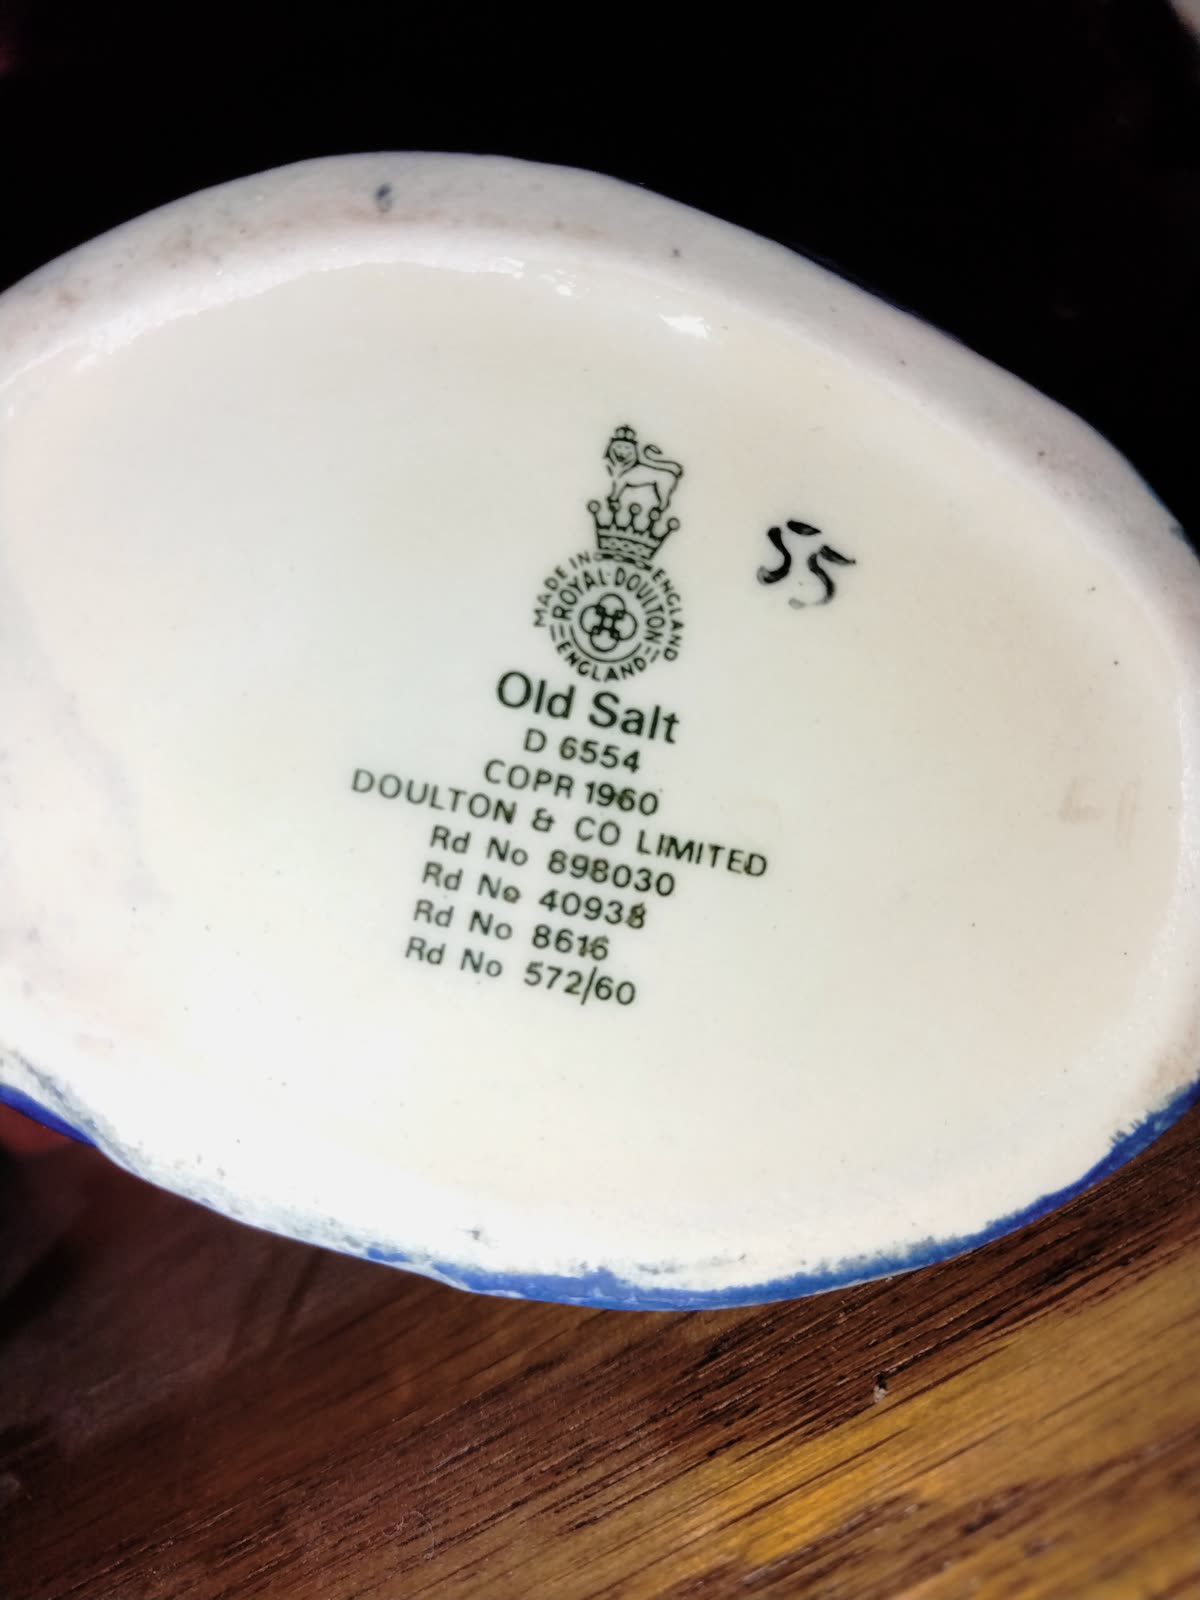 MADE IN ENGLAND
ROYAL·DOULTON
ENGLAND
55
Old Salt
D 6554
COPR 1960
DOULTON & CO LIMITED
Rd No 898030
Rd No 40938
Rd No 8616
Rd No 572/60